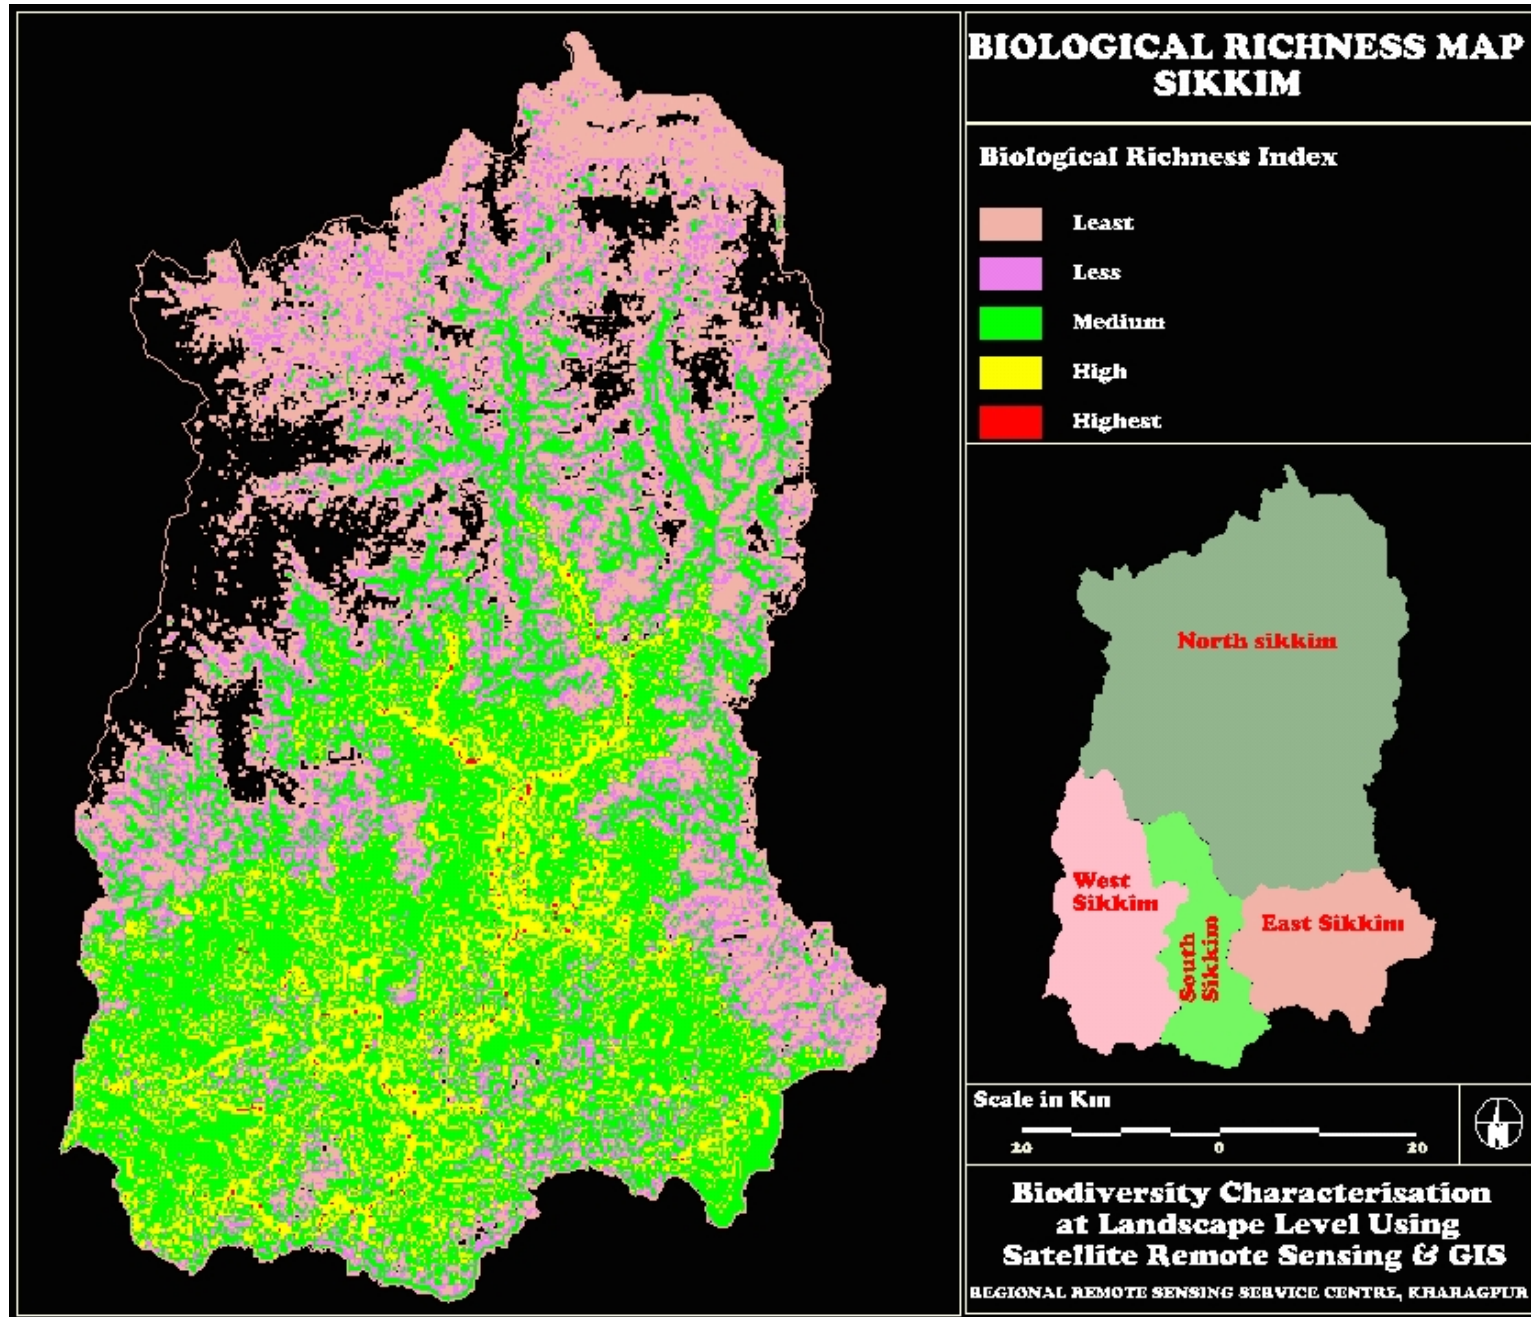 BIOLOGICAL RICHNESS MAP
SIKKIM
Biological Richness Index
Least
Less
Medium
High
Highest
North sikkim
West
Sikkim
South
Sikkim
East Sikkim
Scale in Km
20 0 20
N
Biodiversity Characterisation
at Landscape Level Using
Satellite Remote Sensing & GIS
REGIONAL REMOTE SENSING SERVICE CENTRE, KHARAGPUR